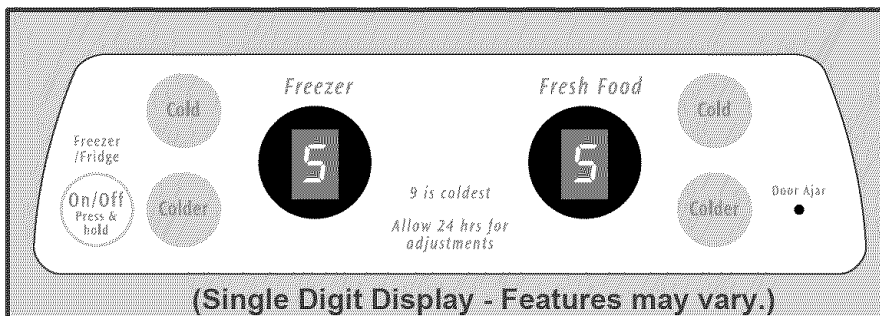 Freezer
Fresh Food
Cold
Cold
Freezer
/Fridge
5
5
On/Off
Press &
hold
Colder
9 is coldest
Allow 24 hrs for
adjustments
Colder
Door Ajar
(Single Digit Display - Features may vary.)